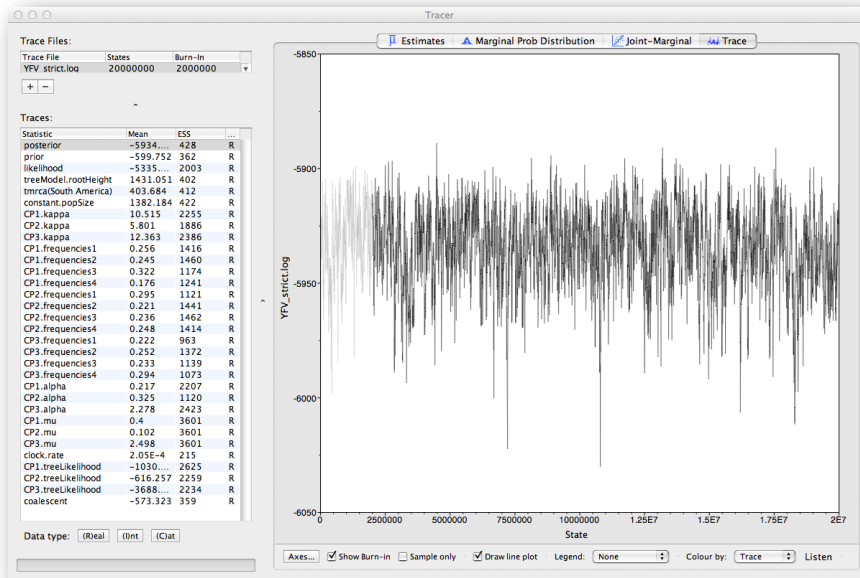 Tracer
Trace Files:
Trace File States Burn-In
YFV_strict.log 20000000 2000000
+ −
Traces:
Statistic Mean ESS ...
posterior -5934.... 428 R
prior -599.752 362 R
likelihood -5335.... 2003 R
treeModel.rootHeight 1431.051 402 R
tmrca(South America) 403.684 412 R
constant.popSize 1382.184 422 R
CP1.kappa 10.515 2255 R
CP2.kappa 5.801 1886 R
CP3.kappa 12.363 2386 R
CP1.frequencies1 0.256 1416 R
CP1.frequencies2 0.245 1460 R
CP1.frequencies3 0.322 1174 R
CP1.frequencies4 0.176 1241 R
CP2.frequencies1 0.295 1121 R
CP2.frequencies2 0.221 1441 R
CP2.frequencies3 0.236 1462 R
CP2.frequencies4 0.248 1414 R
CP3.frequencies1 0.222 963 R
CP3.frequencies2 0.252 1372 R
CP3.frequencies3 0.233 1139 R
CP3.frequencies4 0.294 1073 R
CP1.alpha 0.217 2207 R
CP2.alpha 0.325 1120 R
CP3.alpha 2.278 2423 R
CP1.mu 0.4 3601 R
CP2.mu 0.102 3601 R
CP3.mu 2.498 3601 R
clock.rate 2.05E-4 215 R
CP1.treeLikelihood -1030.... 2625 R
CP2.treeLikelihood -616.257 2259 R
CP3.treeLikelihood -3688.... 2234 R
coalescent -573.323 359 R
Data type: (R)eal (I)nt (C)at
Estimates Marginal Prob Distribution Joint-Marginal Trace
-5850
-5900
-5950
-6000
-6050
YFV_strict.log
0 2500000 5000000 7500000 10000000 1.25E7 1.5E7 1.75E7 2E7
State
Axes... Show Burn-in Sample only Draw line plot Legend: None Colour by: Trace Listen